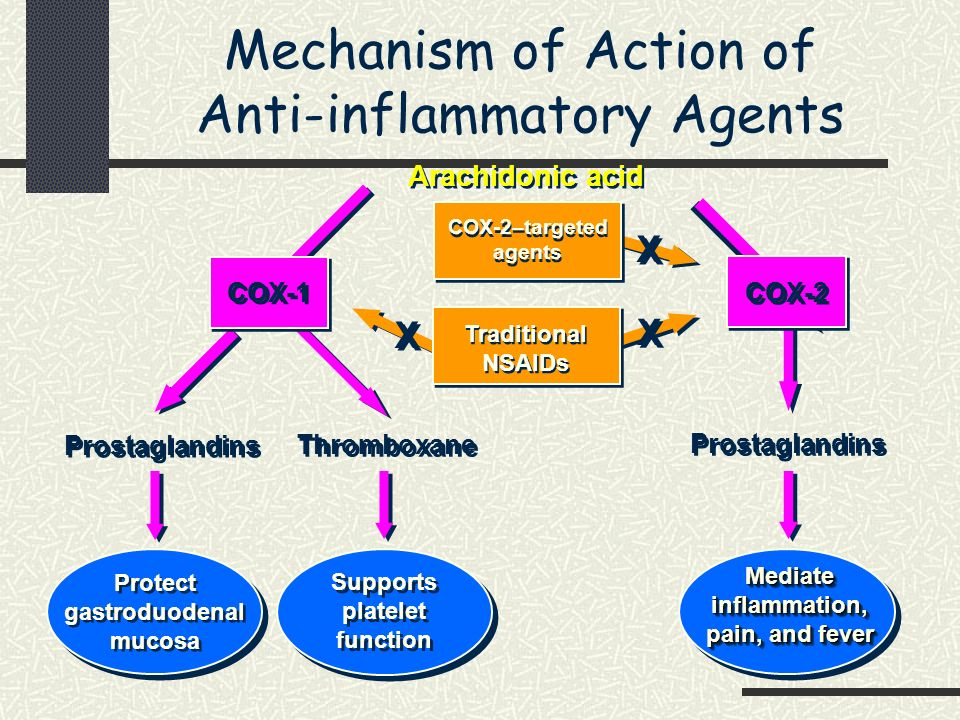 Mechanism of Action of
Anti-inflammatory Agents
Arachidonic acid
COX-2–targeted
agents
X
COX-1
COX-2
X
Traditional
NSAIDs
X
Prostaglandins
Thromboxane
Prostaglandins
Protect
gastroduodenal
mucosa
Supports
platelet
function
Mediate
inflammation,
pain, and fever